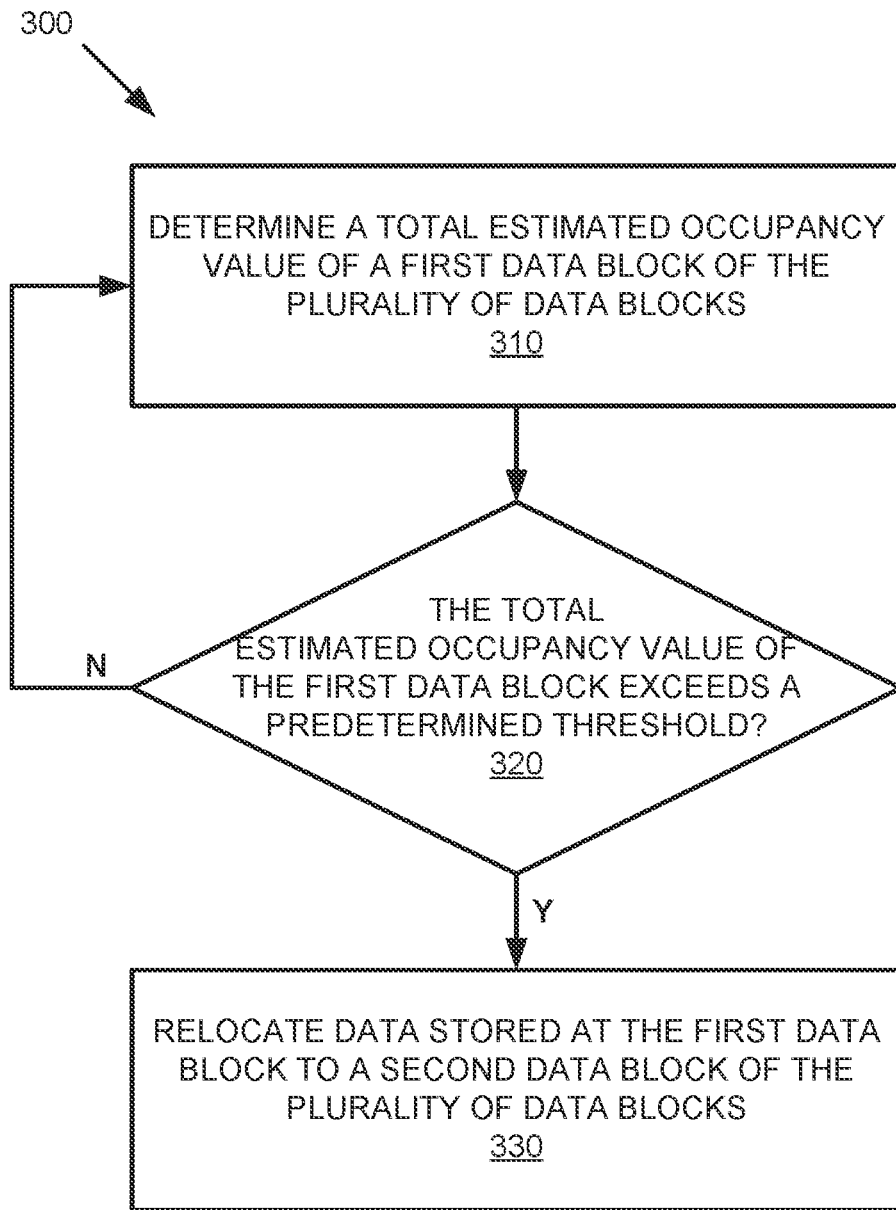 300
DETERMINE A TOTAL ESTIMATED OCCUPANCY
VALUE OF A FIRST DATA BLOCK OF THE
PLURALITY OF DATA BLOCKS
310
THE TOTAL
ESTIMATED OCCUPANCY VALUE OF
THE FIRST DATA BLOCK EXCEEDS A
PREDETERMINED THRESHOLD?
320
N
Y
RELOCATE DATA STORED AT THE FIRST DATA
BLOCK TO A SECOND DATA BLOCK OF THE
PLURALITY OF DATA BLOCKS
330